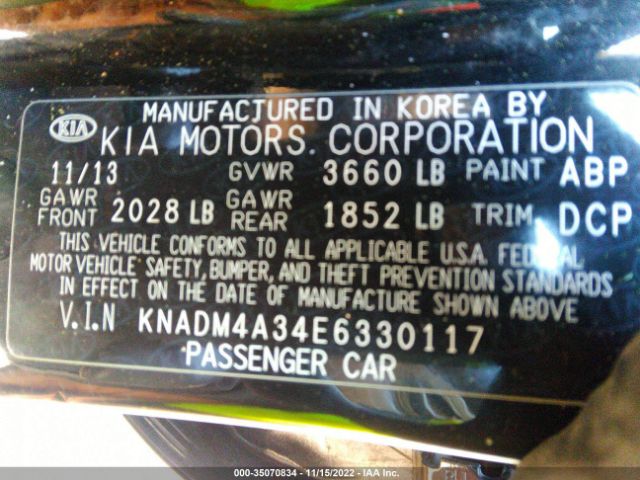 MANUFACTURED IN KOREA BY
KIA KIA MOTORS CORPORATION
11/13 GVWR 3660 LB PAINT ABP
GAWR FRONT 2028 LB GAWR REAR 1852 LB TRIM DCP
THIS VEHICLE CONFORMS TO ALL APPLICABLE U.S.A. FEDERAL
MOTOR VEHICLE SAFETY, BUMPER, AND THEFT PREVENTION STANDARDS
IN EFFECT ON THE DATE OF MANUFACTURE SHOWN ABOVE
V.I.N KNADM4A34E6330117
PASSENGER CAR
000-35070834 - 11/15/2022 - IAA Inc.